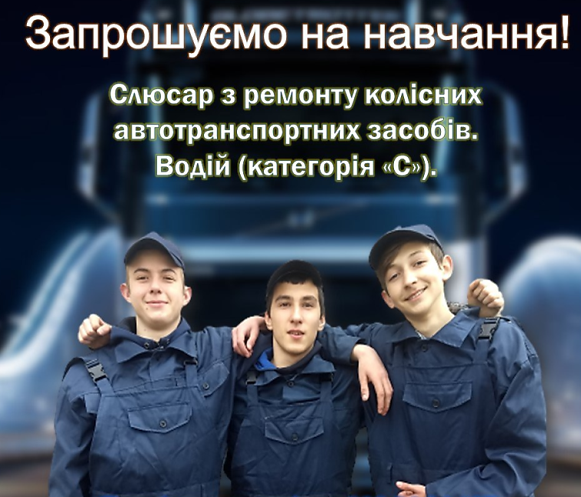 Запрошуємо на навчання!
Слюсар з ремонту колісних
автотранспортних засобів.
Водій (категорія «С»).